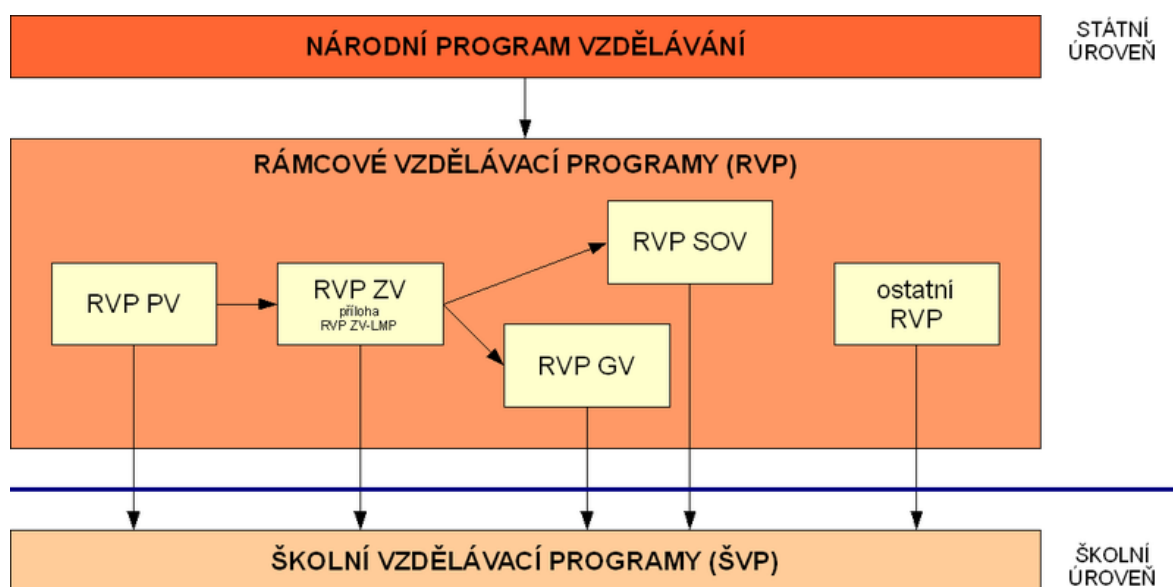 NÁRODNÍ PROGRAM VZDĚLÁVÁNÍ
STÁTNÍ
ÚROVEŇ
RÁMCOVÉ VZDĚLÁVACÍ PROGRAMY (RVP)
RVP PV
RVP ZV
příloha
RVP ZV-LMP
RVP SOV
RVP GV
ostatní
RVP
ŠKOLNÍ VZDĚLÁVACÍ PROGRAMY (ŠVP)
ŠKOLNÍ
ÚROVEŇ